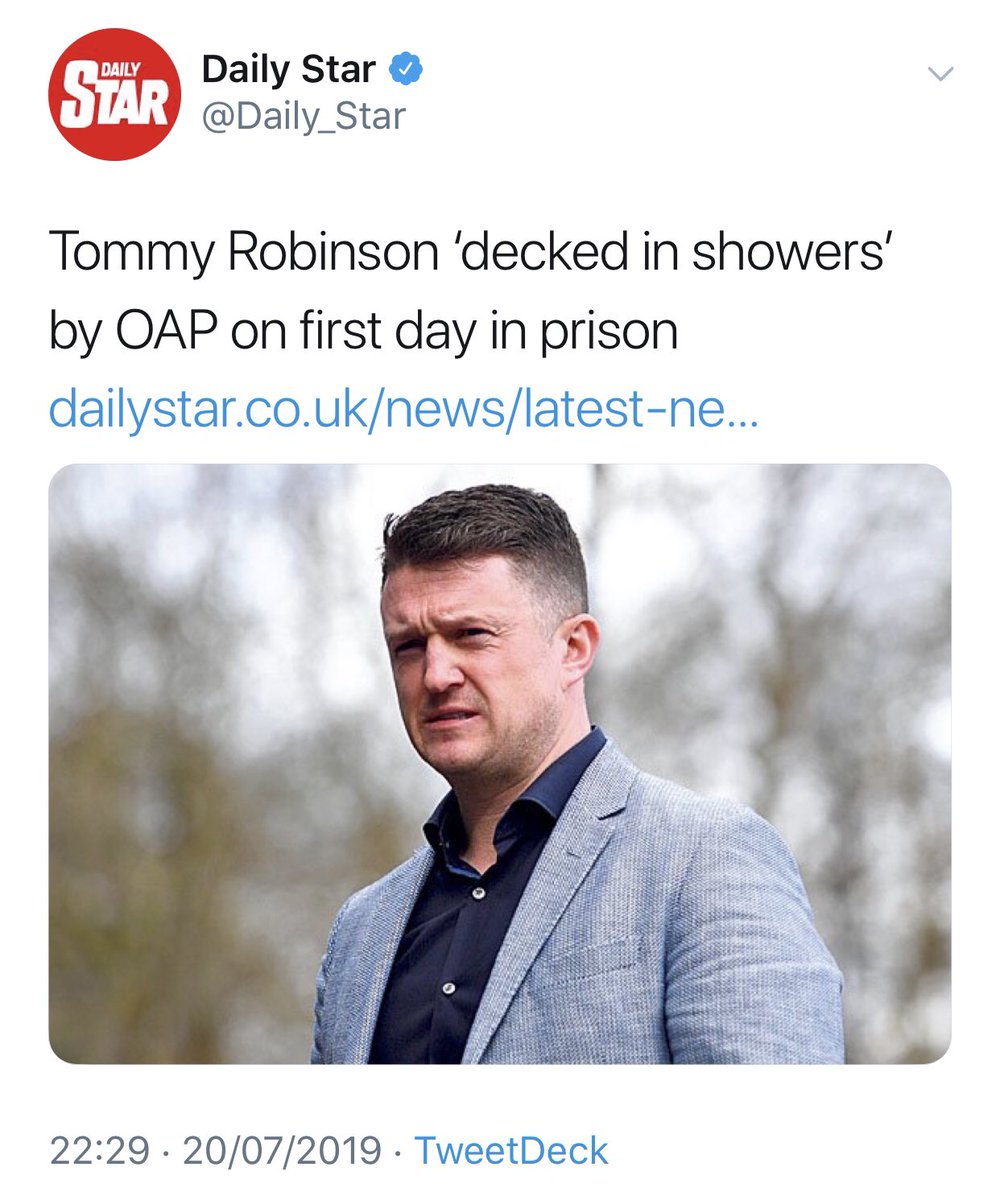 DAILY
STAR
Daily Star
@Daily_Star
Tommy Robinson ‘decked in showers’
by OAP on first day in prison
dailystar.co.uk/news/latest-ne...
22:29 · 20/07/2019 · TweetDeck